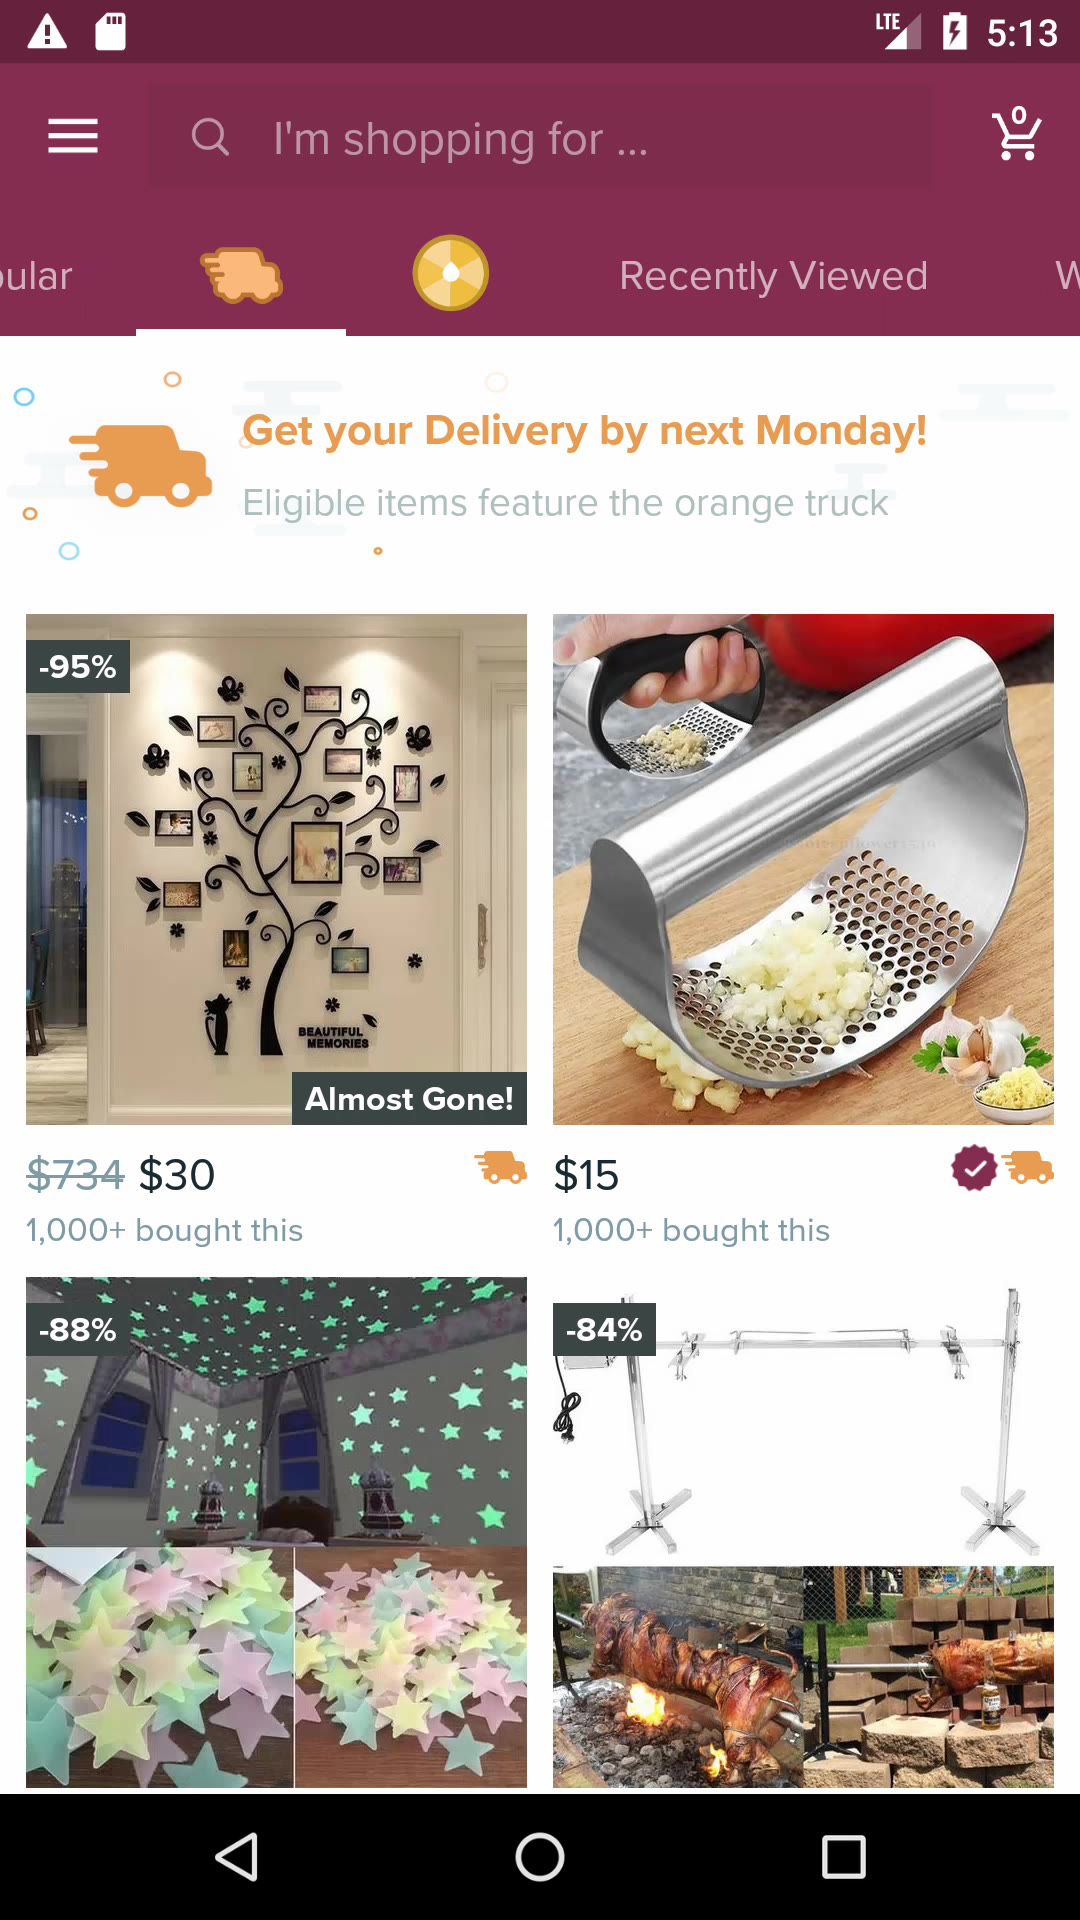 LTE 5:13
I'm shopping for ...
0
ular
Recently Viewed
W
Get your Delivery by next Monday!
Eligible items feature the orange truck
-95%
BEAUTIFUL
MEMORIES
Almost Gone!
$734 $30
1,000+ bought this
$15
1,000+ bought this
-88%
-84%